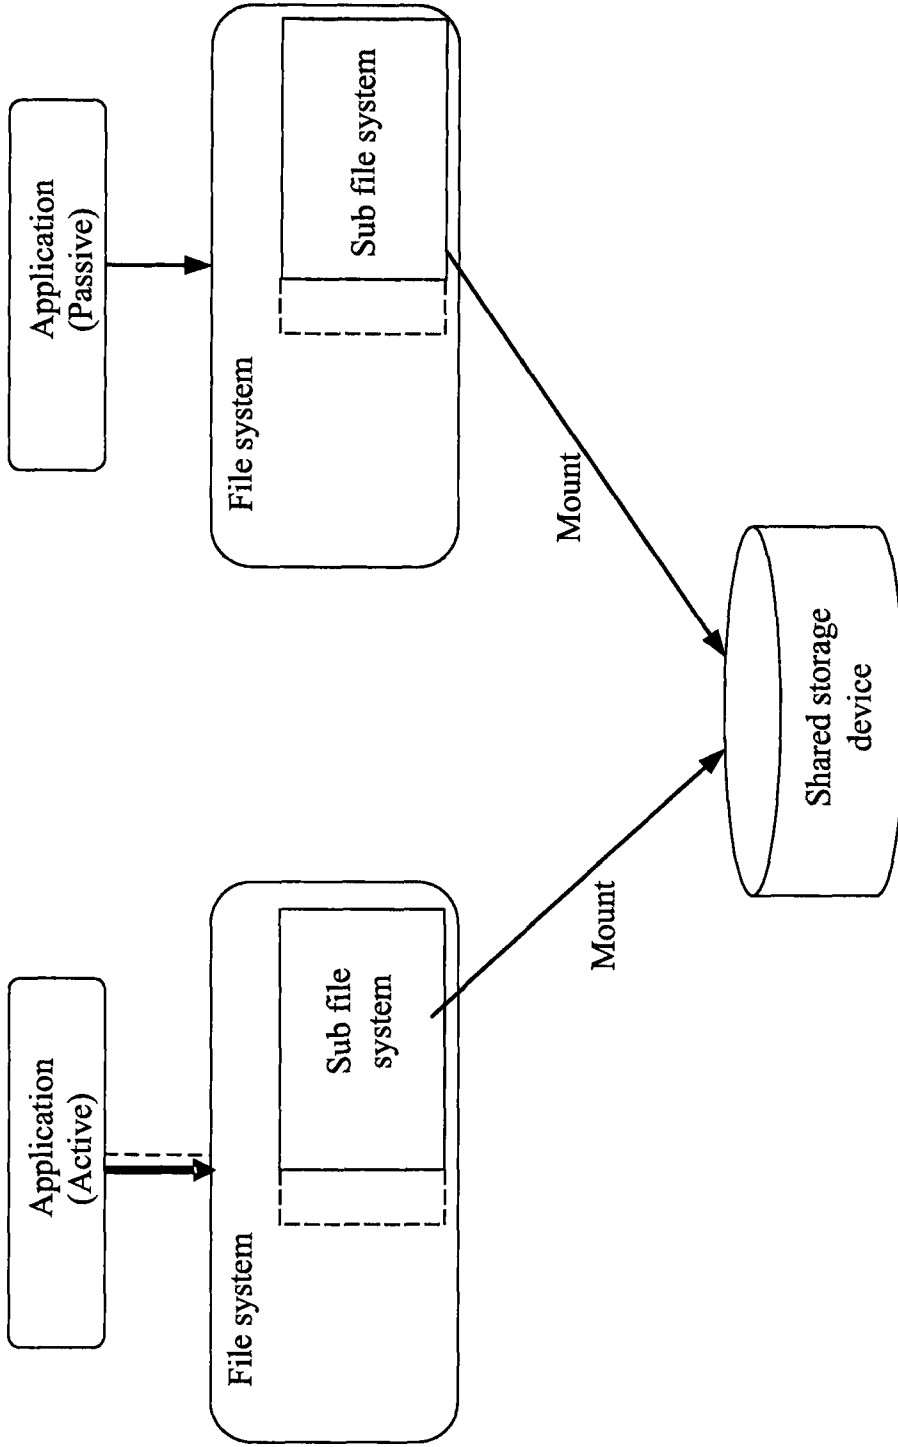 Application
(Active)
Application
(Passive)
File system
Sub file
system
File system
Sub file system
Mount
Mount
Shared storage
device